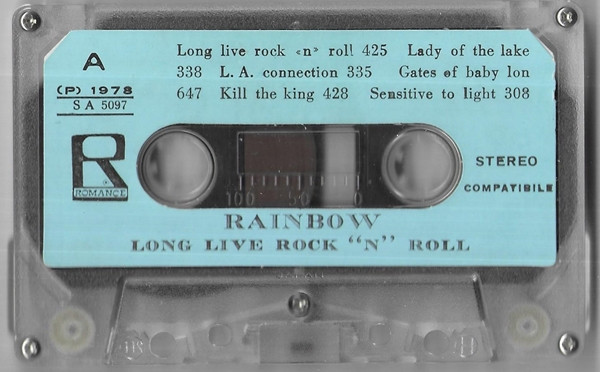 A
Long live rock «n» roll 425 Lady of the lake
338 L. A. connection 335 Gates of baby lon
647 Kill the king 428 Sensitive to light 308
(P) 1978
S A 5097
R
ROMANCE
STEREO
COMPATIBILE
100 50 0
RAINBOW
LONG LIVE ROCK “N” ROLL